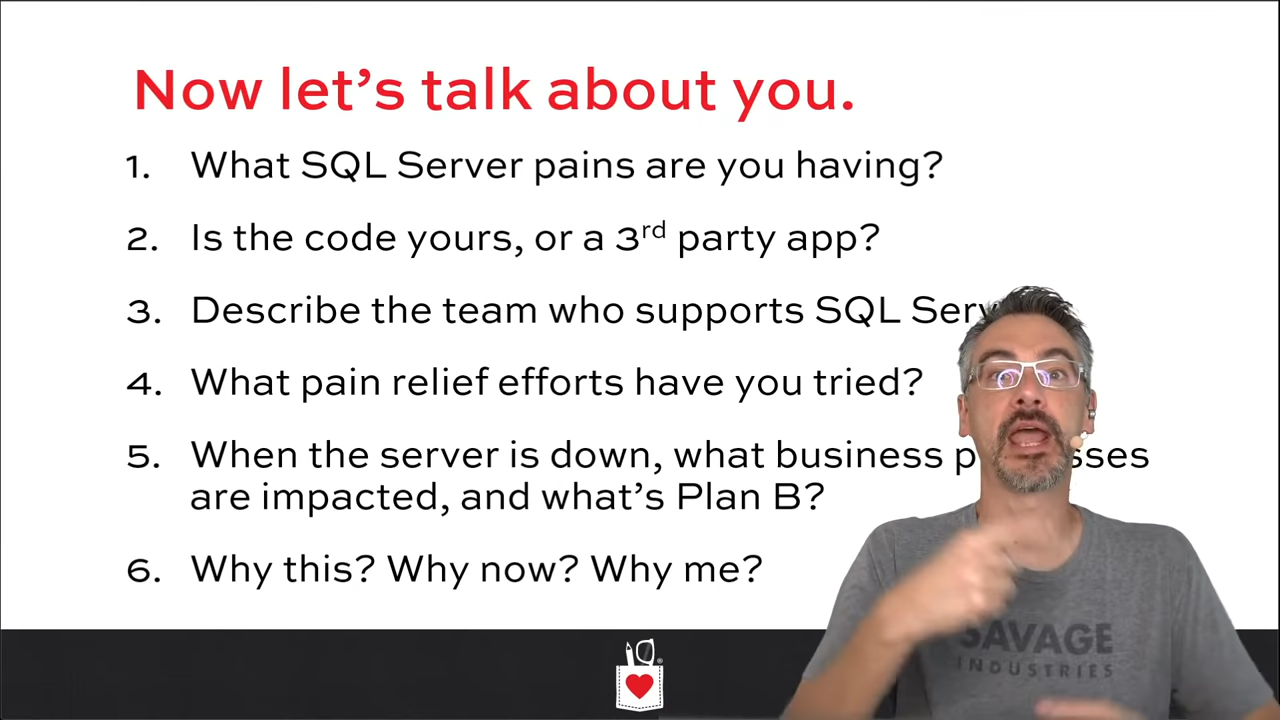 Now let's talk about you.
1. What SQL Server pains are you having?
2. Is the code yours, or a 3rd party app?
3. Describe the team who supports SQL
4. What pain relief efforts have you tried?
5. When the server is down, what business
are impacted, and what's Plan B?
6. Why this? Why now? Why me?
SAVAGE
INDUSTRIES